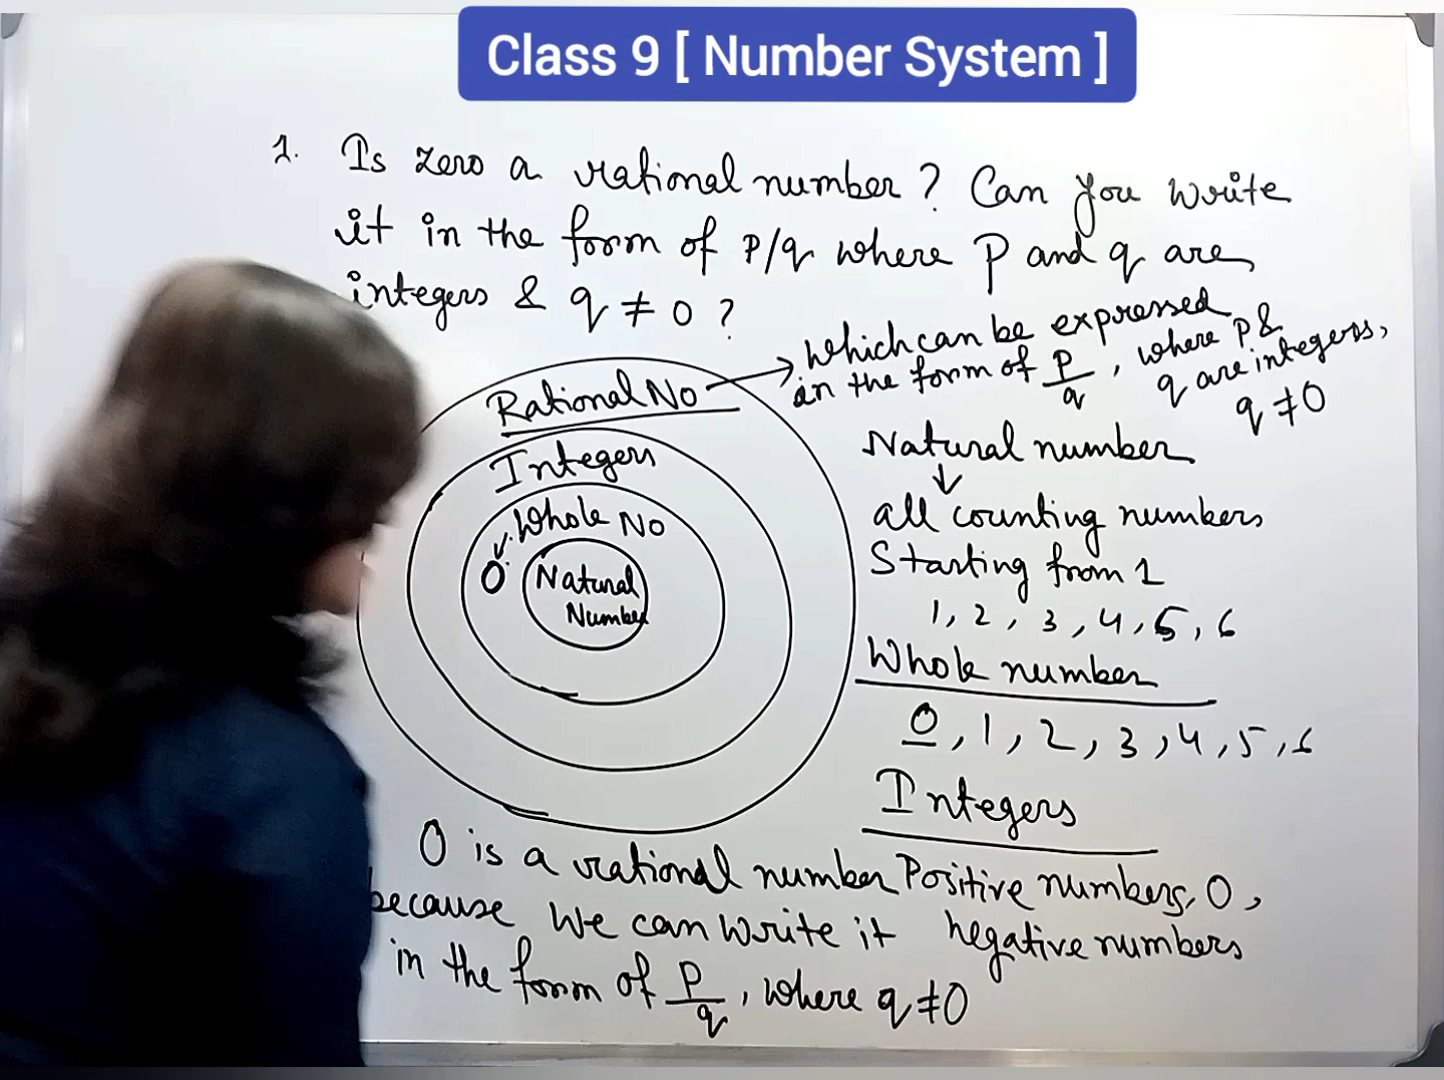 Class 9 [ Number System ]
1. Is zero a rational number? Can you write
it in the form of P/q where P and q are
integers & q ≠ 0 ?
Rational No
→ which can be expressed
in the form of P/q, where P &
q are integers,
q ≠ 0
Integers
Whole No
0
Natural
Number
Natural number
↓
all counting numbers
Starting from 1
1, 2, 3, 4, 5, 6
Whole number
0, 1, 2, 3, 4, 5, 6
Integers
Positive numbers, 0,
negative numbers
0 is a rational number
because we can write it
in the form of P/q, where q ≠ 0